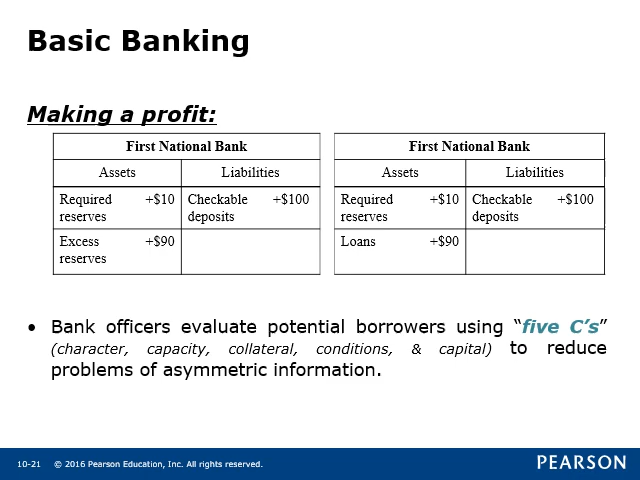 Basic Banking
Making a profit:
First National Bank
Assets Liabilities
Required reserves +$10 Checkable deposits +$100
Excess reserves +$90
First National Bank
Assets Liabilities
Required reserves +$10 Checkable deposits +$100
Loans +$90
• Bank officers evaluate potential borrowers using “five C’s”
(character, capacity, collateral, conditions, & capital) to reduce
problems of asymmetric information.
10-21 © 2016 Pearson Education, Inc. All rights reserved.
PEARSON